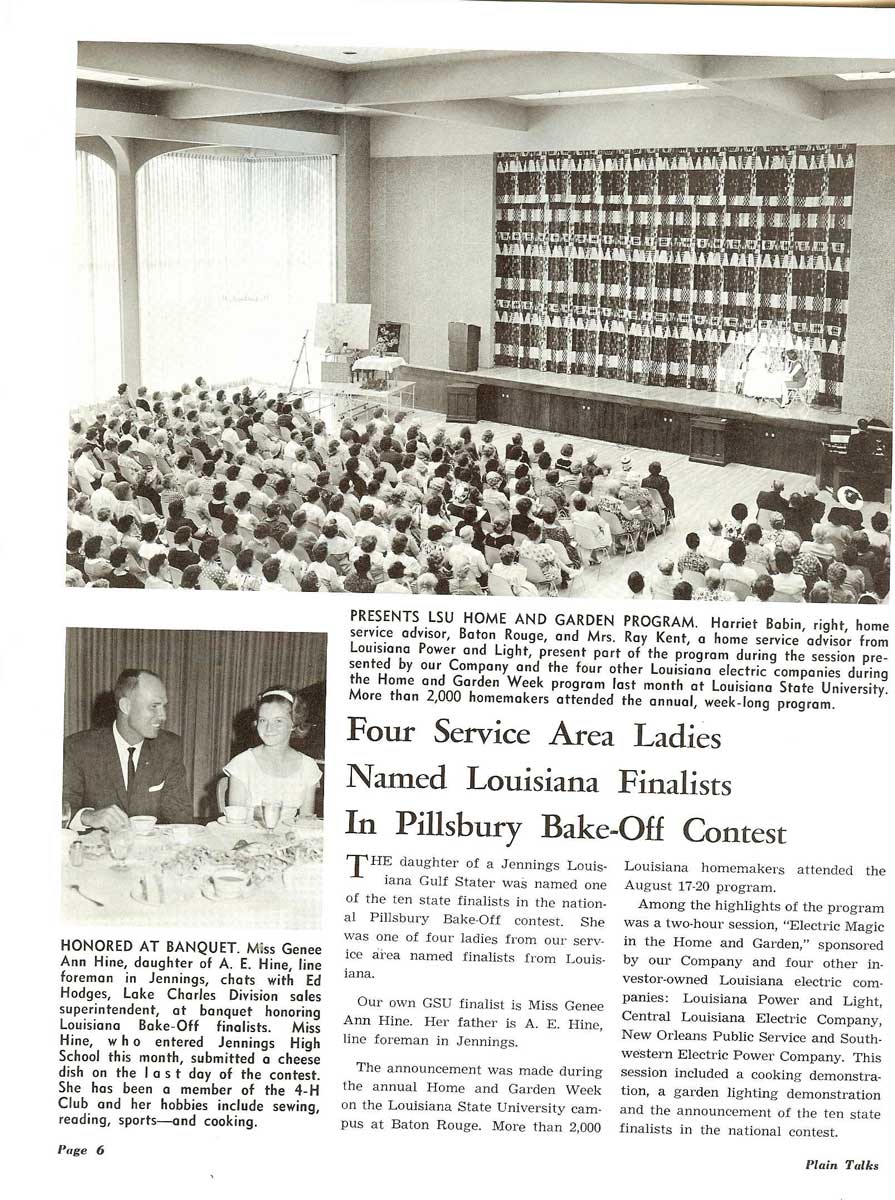 PRESENTS LSU HOME AND GARDEN PROGRAM. Harriet Babin, right, home
service advisor, Baton Rouge, and Mrs. Ray Kent, a home service advisor from
Louisiana Power and Light, present part of the program during the session pre-
sented by our Company and the four other Louisiana electric companies during
the Home and Garden Week program last month at Louisiana State University.
More than 2,000 homemakers attended the annual, week-long program.
HONORED AT BANQUET. Miss Genee
Ann Hine, daughter of A. E. Hine, line
foreman in Jennings, chats with Ed
Hodges, Lake Charles Division sales
superintendent, at banquet honoring
Louisiana Bake-Off finalists. Miss
Hine, who entered Jennings High
School this month, submitted a cheese
dish on the last day of the contest.
She has been a member of the 4-H
Club and her hobbies include sewing,
reading, sports—and cooking.
Four Service Area Ladies
Named Louisiana Finalists
In Pillsbury Bake-Off Contest
THE daughter of a Jennings Louis-
iana Gulf Stater was named one
of the ten state finalists in the nation-
al Pillsbury Bake-Off contest. She
was one of four ladies from our serv-
ice area named finalists from Louis-
iana.
Our own GSU finalist is Miss Genee
Ann Hine. Her father is A. E. Hine,
line foreman in Jennings.
The announcement was made during
the annual Home and Garden Week
on the Louisiana State University cam-
pus at Baton Rouge. More than 2,000
Louisiana homemakers attended the
August 17-20 program.
Among the highlights of the program
was a two-hour session, "Electric Magic
in the Home and Garden," sponsored
by our Company and four other in-
vestor-owned Louisiana electric com-
panies: Louisiana Power and Light,
Central Louisiana Electric Company,
New Orleans Public Service and South-
western Electric Power Company. This
session included a cooking demonstra-
tion, a garden lighting demonstration
and the announcement of the ten state
finalists in the national contest.
Page 6
Plain Talks